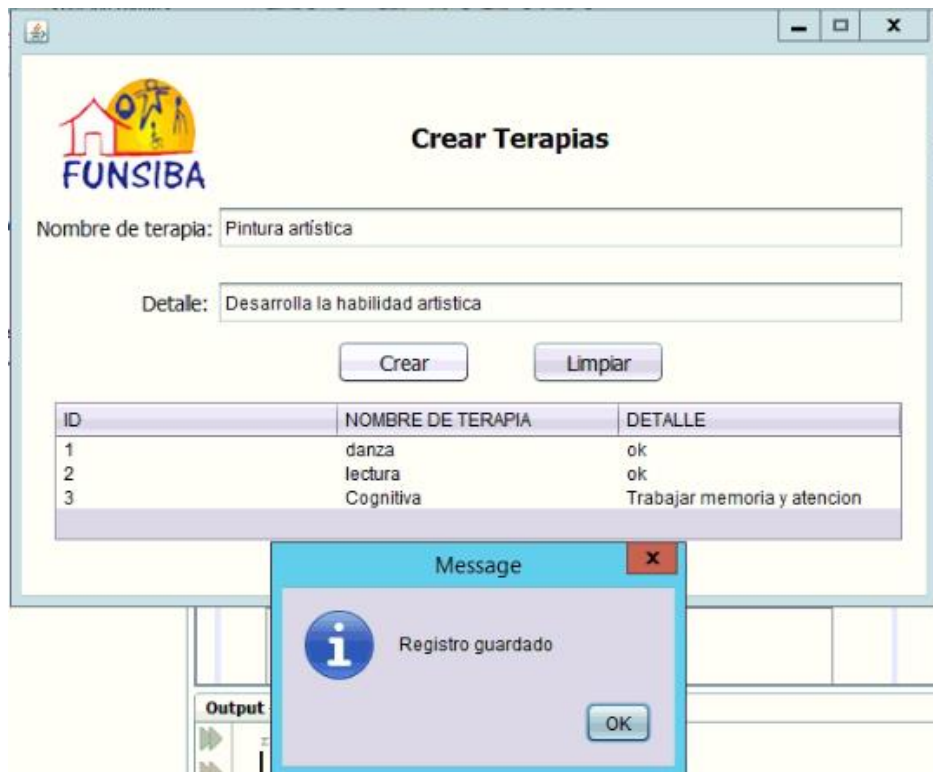 Crear Terapias
FUNSIBA
Nombre de terapia: Pintura artística
Detalle: Desarrolla la habilidad artistica
Crear Limpiar
ID NOMBRE DE TERAPIA DETALLE
1 danza ok
2 lectura ok
3 Cognitiva Trabajar memoria y atencion
Message
Registro guardado
OK
Output